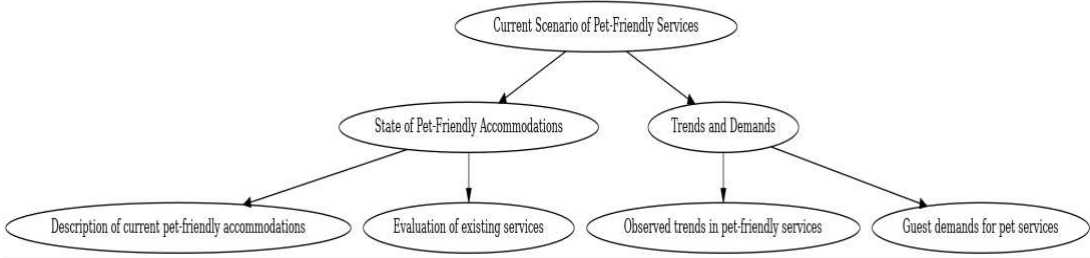 Current Scenario of Pet-Friendly Services
State of Pet-Friendly Accommodations
Trends and Demands
Description of current pet-friendly accommodations
Evaluation of existing services
Observed trends in pet-friendly services
Guest demands for pet services